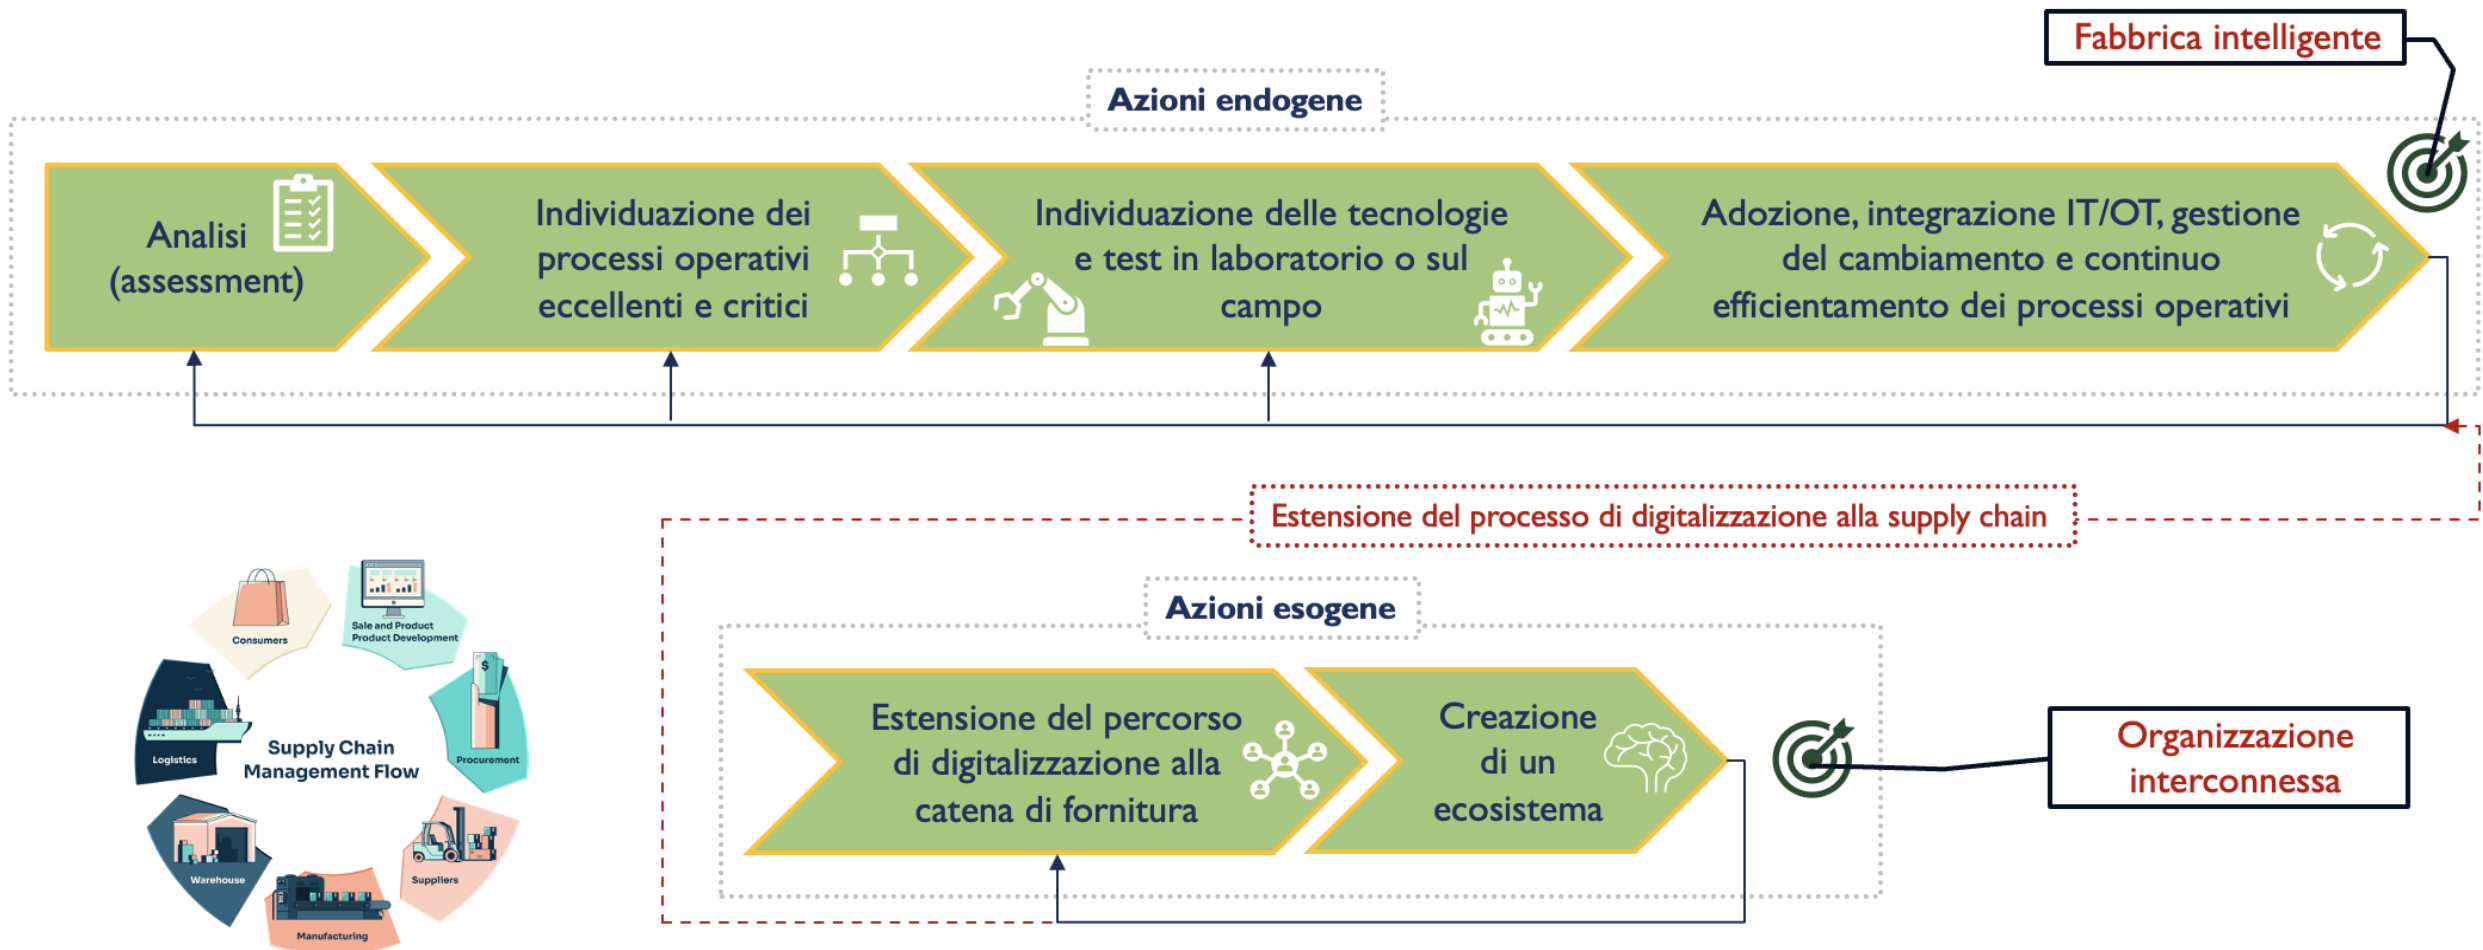 Fabbrica intelligente
Azioni endogene
Analisi
(assessment)
Individuazione dei
processi operativi
eccellenti e critici
Individuazione delle tecnologie
e test in laboratorio o sul
campo
Adozione, integrazione IT/OT, gestione
del cambiamento e continuo
efficientamento dei processi operativi
Estensione del processo di digitalizzazione alla supply chain
Azioni esogene
Estensione del percorso
di digitalizzazione alla
catena di fornitura
Creazione
di un
ecosistema
Organizzazione
interconnessa
Supply Chain
Management Flow
Consumers
Sale and Product
Product Development
$
Procurement
Suppliers
Manufacturing
Warehouse
Logistics